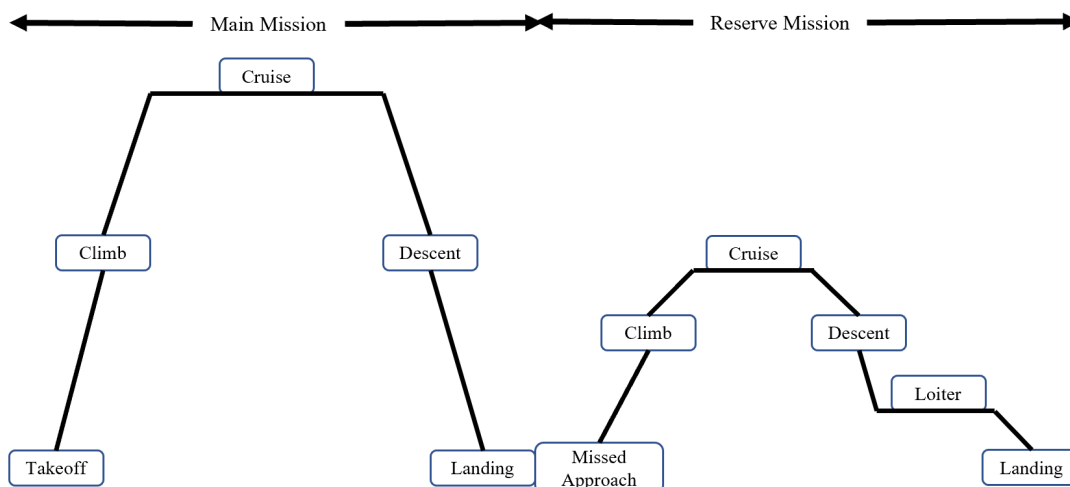 Main Mission
Reserve Mission
Cruise
Climb
Descent
Takeoff
Landing
Cruise
Climb
Descent
Loiter
Missed
Approach
Landing